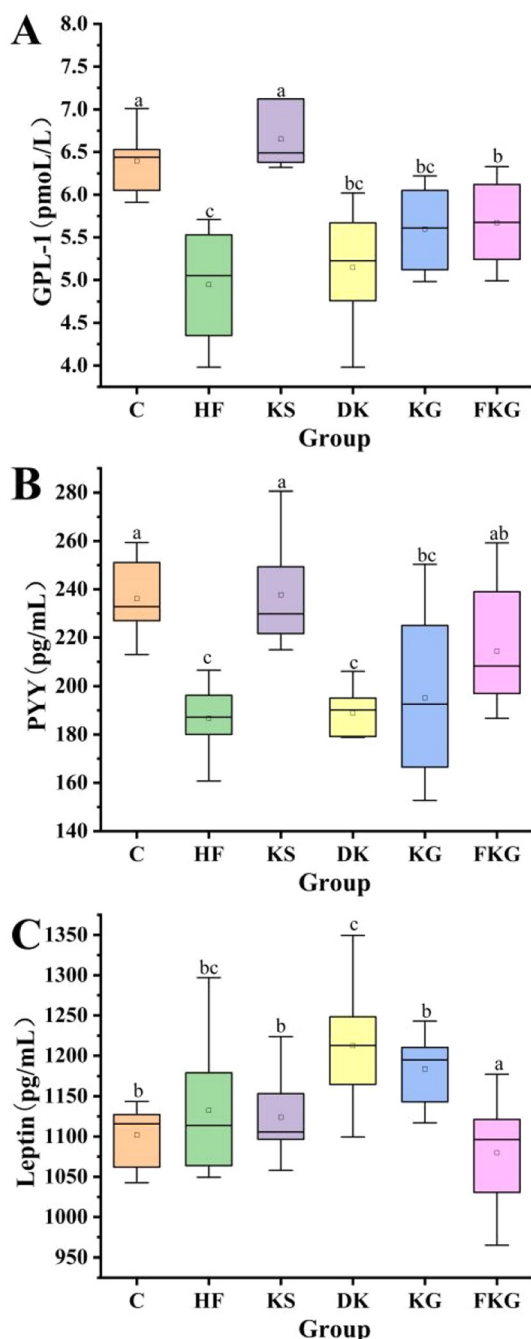 A
8.0
7.5
7.0
6.5
6.0
5.5
5.0
4.5
4.0
GPL-1 (pmoL/L)
a
c
a
bc
bc
b
C HF KS DK KG FKG
Group
B
280
260
240
220
200
180
160
140
PYY (pg/mL)
a
c
a
c
bc
ab
C HF KS DK KG FKG
Group
C
1350
1300
1250
1200
1150
1100
1050
1000
950
Leptin (pg/mL)
b
bc
b
c
b
a
C HF KS DK KG FKG
Group